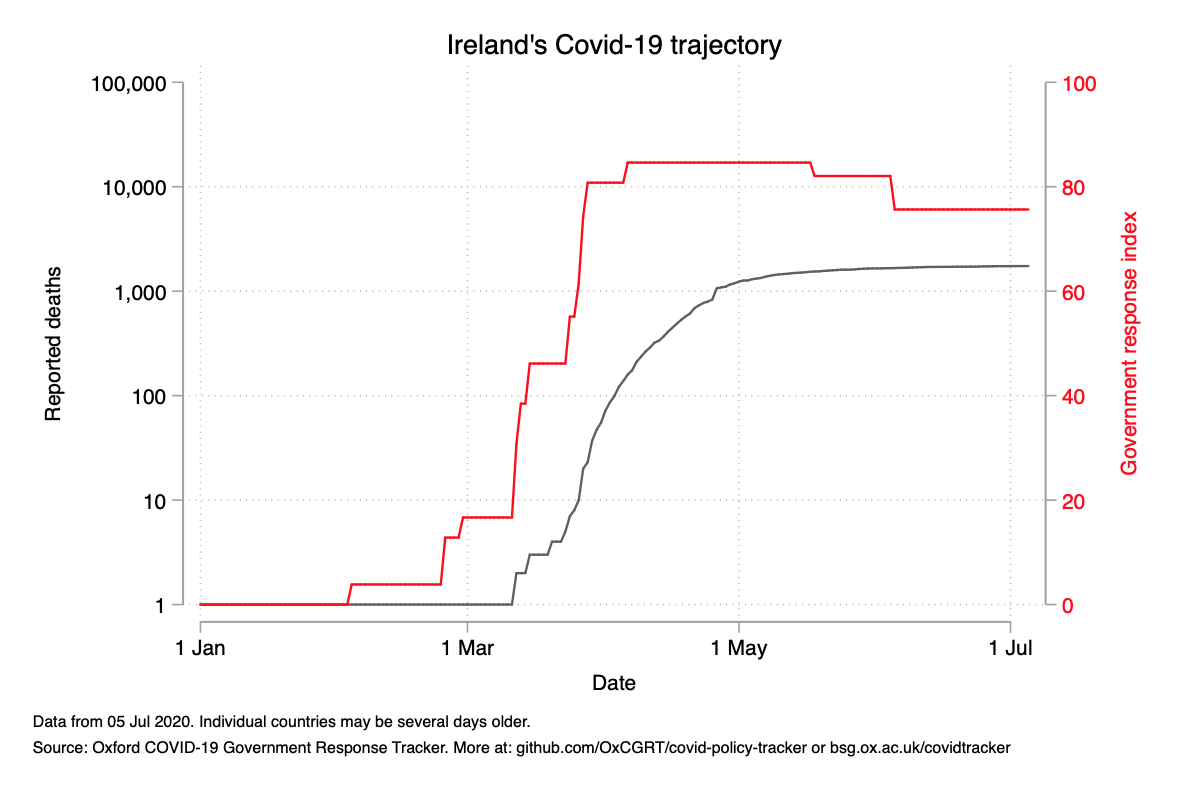 Ireland's Covid-19 trajectory
100,000
10,000
1,000
100
10
1
Reported deaths
100
80
60
40
20
0
Government response index
1 Jan
1 Mar
1 May
1 Jul
Date
Data from 05 Jul 2020. Individual countries may be several days older.
Source: Oxford COVID-19 Government Response Tracker. More at: github.com/OxCGRT/covid-policy-tracker or bsg.ox.ac.uk/covidtracker